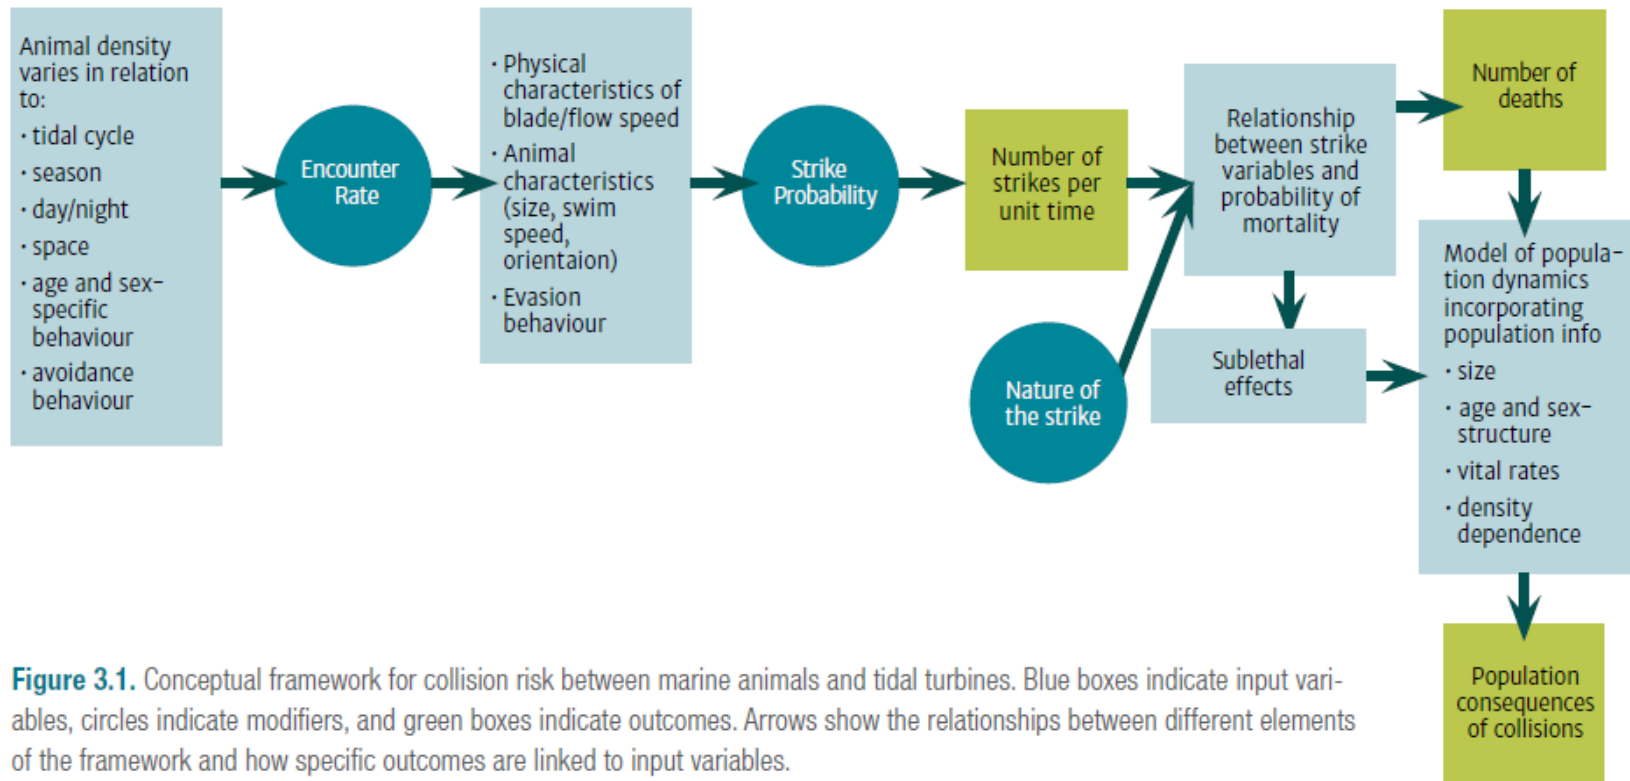 Animal density
varies in relation
to:
· tidal cycle
· season
· day/night
· space
· age and sex-
specific
behaviour
· avoidance
behaviour
Encounter
Rate
· Physical
characteristics of
blade/flow speed
· Animal
characteristics
(size, swim
speed,
orientaion)
· Evasion
behaviour
Strike
Probability
Number of
strikes per
unit time
Nature of
the strike
Relationship
between strike
variables and
probability of
mortality
Sublethal
effects
Number of
deaths
Model of popula-
tion dynamics
incorporating
population info
· size
· age and sex-
structure
· vital rates
· density
dependence
Population
consequences
of collisions
Figure 3.1. Conceptual framework for collision risk between marine animals and tidal turbines. Blue boxes indicate input vari-
ables, circles indicate modifiers, and green boxes indicate outcomes. Arrows show the relationships between different elements
of the framework and how specific outcomes are linked to input variables.